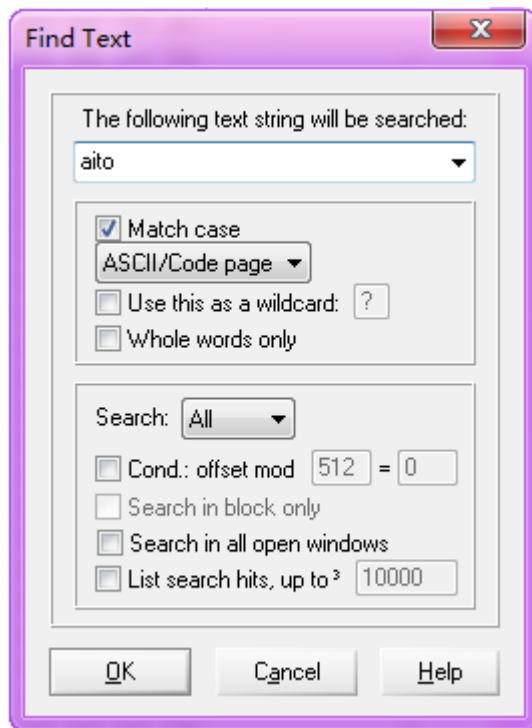 Find Text
The following text string will be searched:
aito
Match case
ASCII/Code page
Use this as a wildcard: ?
Whole words only
Search: All
Cond.: offset mod 512 = 0
Search in block only
Search in all open windows
List search hits, up to ³ 10000
OK Cancel Help